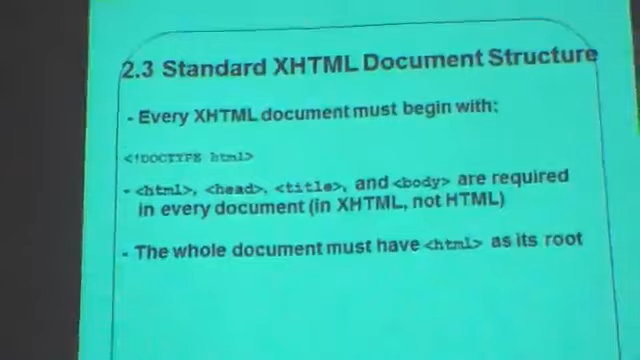 2.3 Standard XHTML Document Structure
- Every XHTML document must begin with:
<!DOCTYPE html>
- <html>, <head>, <title>, and <body> are required
in every document (in XHTML, not HTML)
- The whole document must have <html> as its root